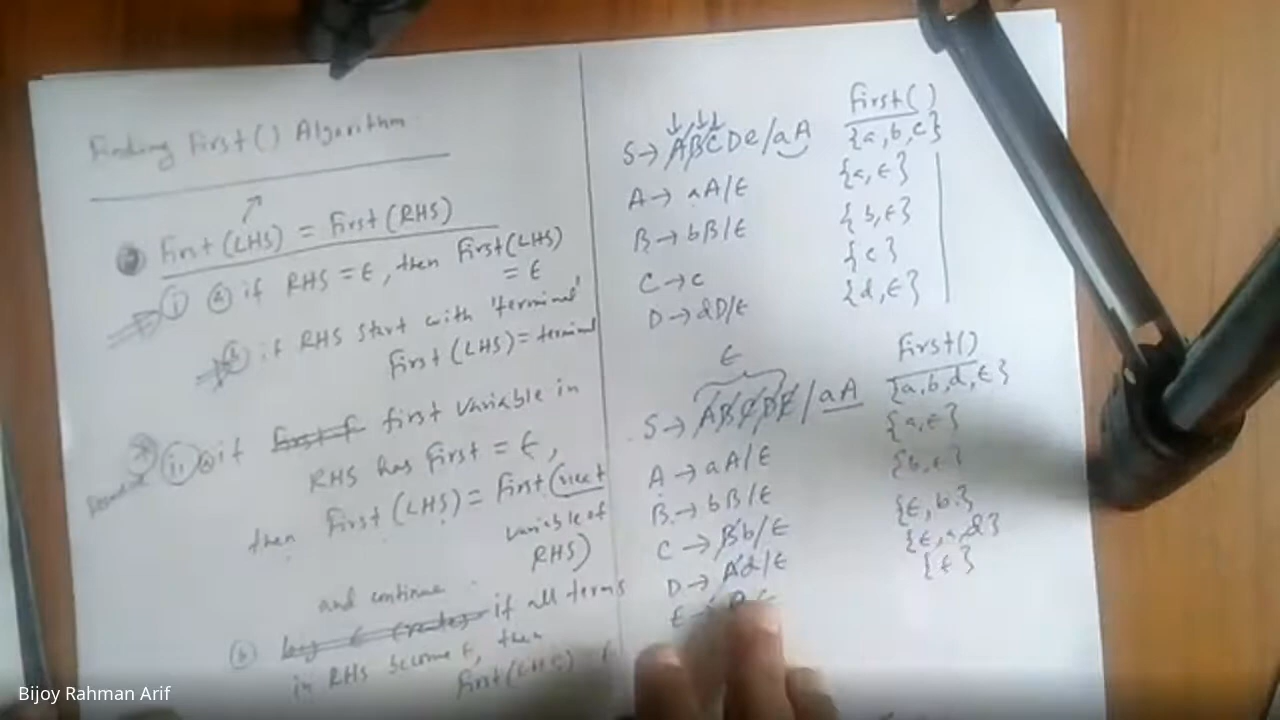 Finding First() Algorithm
First(LHS) = First(RHS)
i) a) if RHS = ε, then First(LHS)
= ε
b) if RHS start with 'terminal'
First (LHS) = terminal
ii) a) if first variable in
RHS has First = ε,
then First (LHS) = First (next
variable of
RHS)
and continue
b) if all terms
in RHS become ε, then
First(LHS)
First()
S → ABCDe/aA {a,b,c}
A → aA/ε {a,ε}
B → bB/ε {b,ε}
C → c {c}
D → dD/ε {d,ε}
ε
First()
S → ABCDE/aA {a,b,d,ε}
A → aA/ε {a,ε}
B → bB/ε {b,ε}
C → Bb/ε {ε,b}
D → Ad/ε {ε,a,d}
E → {ε}
Bijoy Rahman Arif